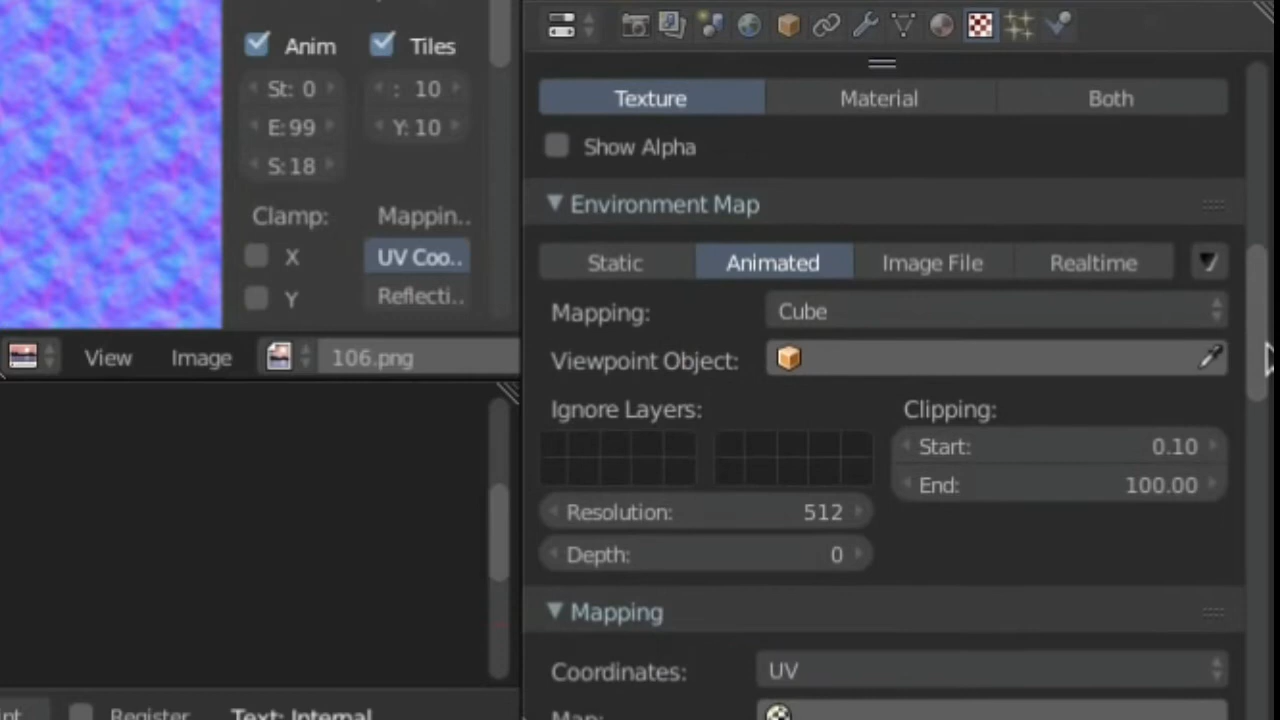 Anim
Tiles
St: 0
: 10
E: 99
Y: 10
S: 18
Clamp:
Mappin..
X
UV Coo..
Y
Reflecti..
View
Image
106.png
Register
Text: Internal
Texture
Material
Both
Show Alpha
Environment Map
Static
Animated
Image File
Realtime
Mapping:
Cube
Viewpoint Object:
Ignore Layers:
Clipping:
Start: 0.10
End: 100.00
Resolution: 512
Depth: 0
Mapping
Coordinates:
UV
Map: